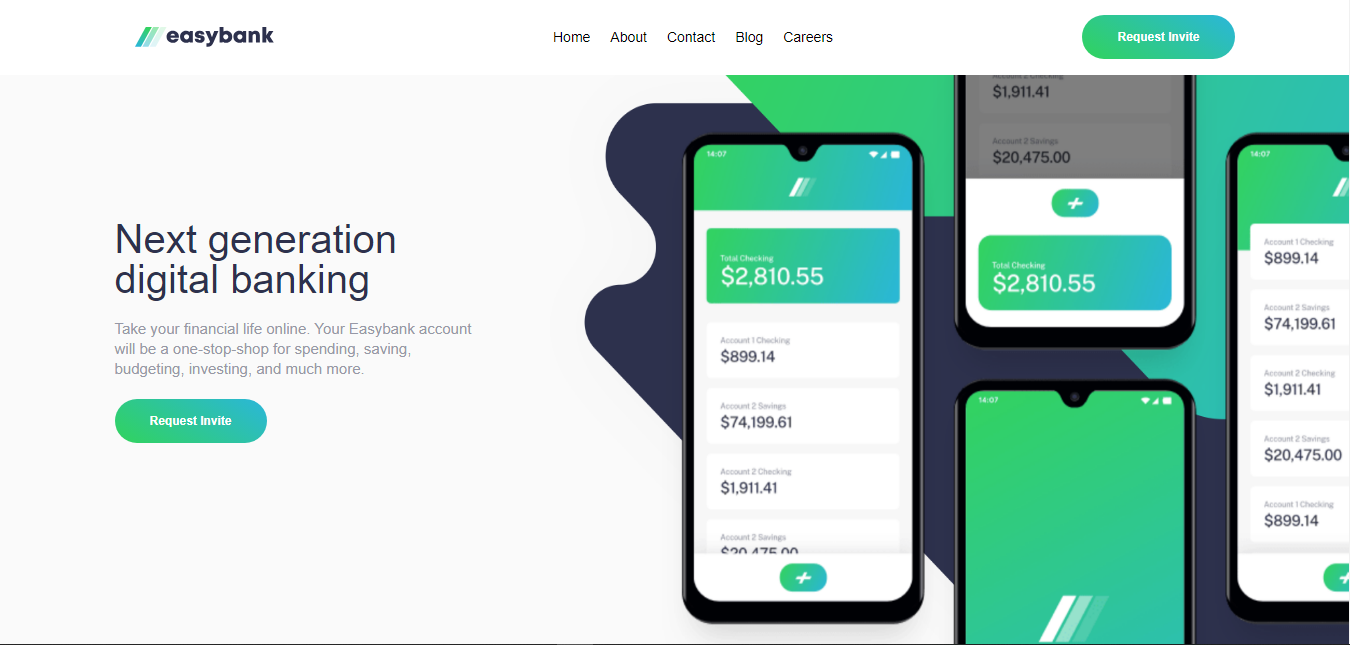 easybank
Home About Contact Blog Careers
Request Invite
Next generation
digital banking
Take your financial life online. Your Easybank account
will be a one-stop-shop for spending, saving,
budgeting, investing, and much more.
Request Invite
14:07
Total Checking
$2,810.55
Account 1 Checking
$899.14
Account 2 Savings
$74,199.61
Account 2 Checking
$1,911.41
Account 2 Savings
$20,475.00
Account 2 Checking
$1,911.41
Account 2 Savings
$20,475.00
Total Checking
$2,810.55
14:07
14:07
Account 1 Checking
$899.14
Account 2 Savings
$74,199.61
Account 2 Checking
$1,911.41
Account 2 Savings
$20,475.00
Account 1 Checking
$899.14